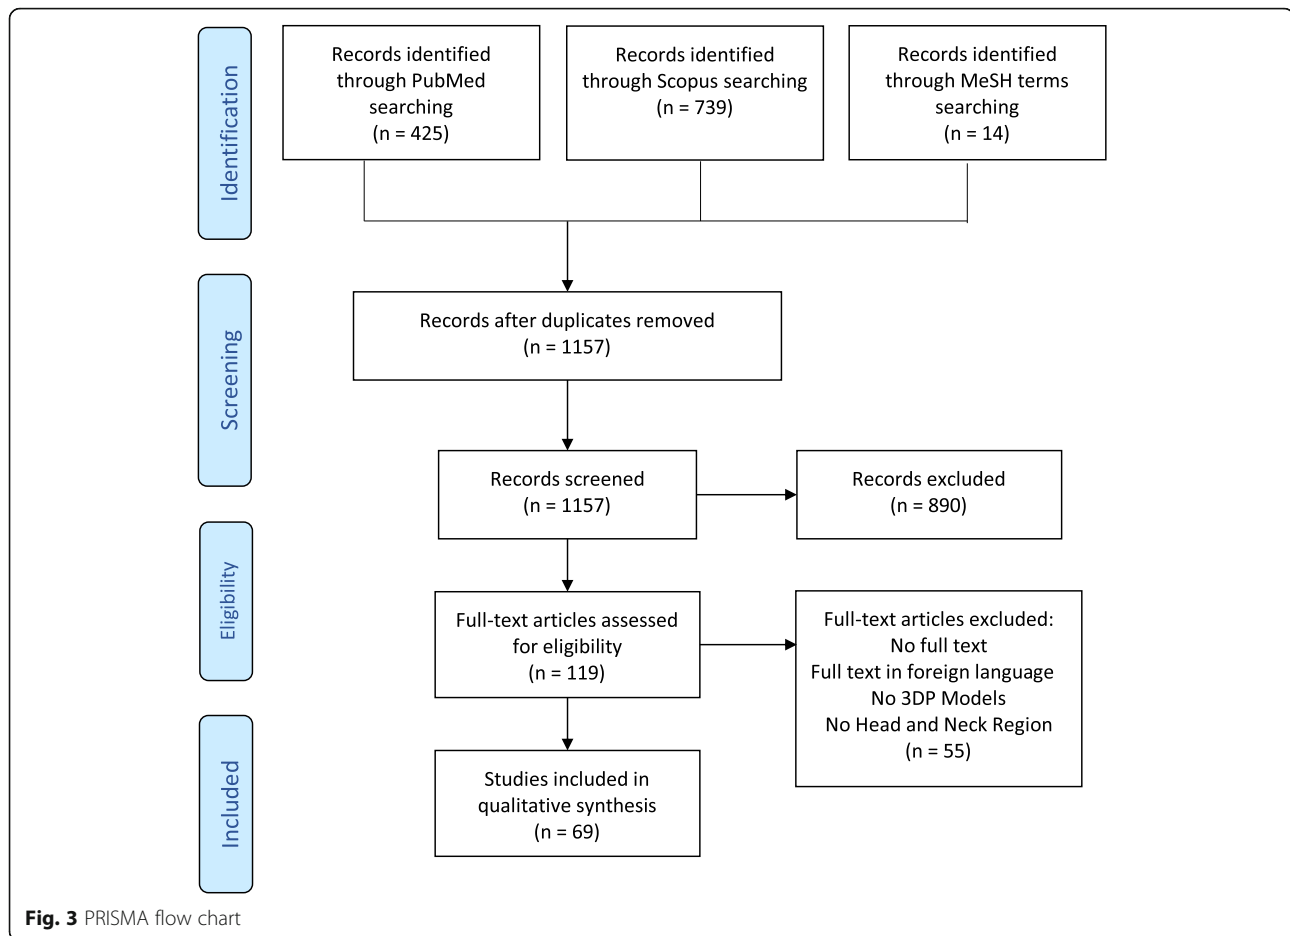 Identification
Records identified
through PubMed
searching
(n = 425)
Records identified
through Scopus searching
(n = 739)
Records identified
through MeSH terms
searching
(n = 14)
Screening
Records after duplicates removed
(n = 1157)
Records screened
(n = 1157)
Records excluded
(n = 890)
Eligibility
Full-text articles assessed
for eligibility
(n = 119)
Full-text articles excluded:
No full text
Full text in foreign language
No 3DP Models
No Head and Neck Region
(n = 55)
Included
Studies included in
qualitative synthesis
(n = 69)
Fig. 3 PRISMA flow chart